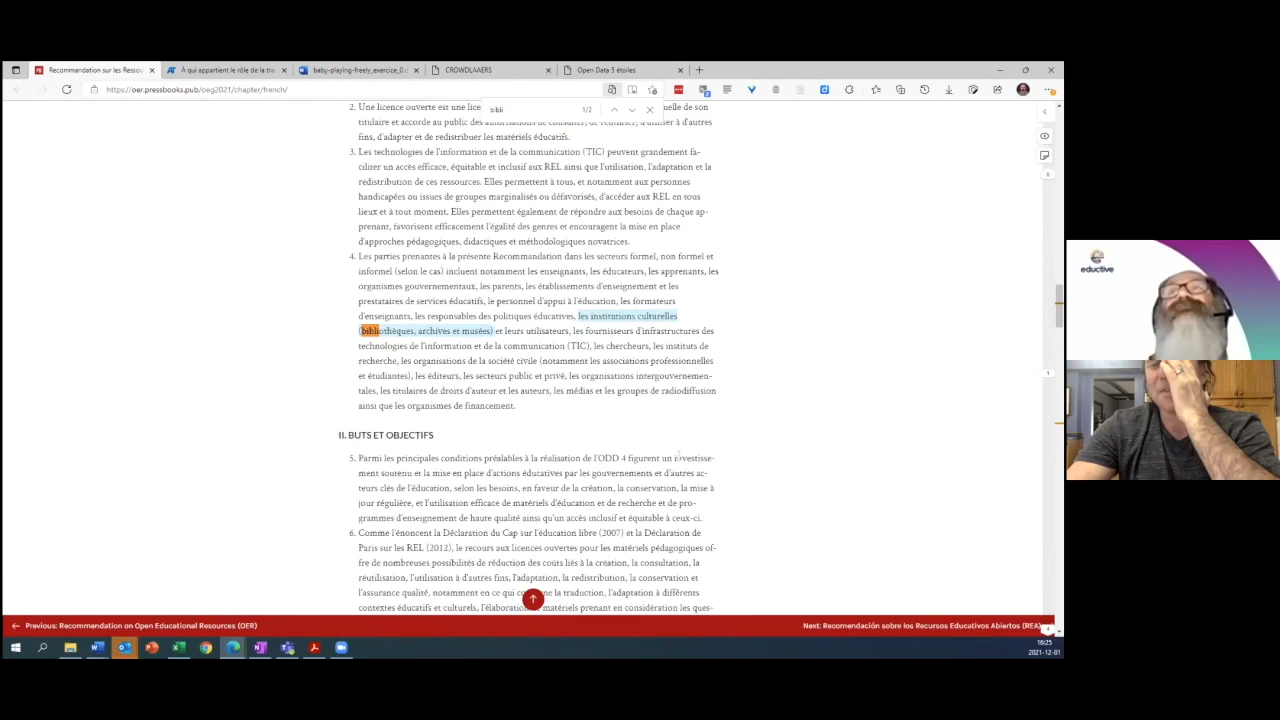 Recommandation sur les Ressou
À qui appartient le rôle de la tra
baby-playing-freely_exercice_0.d
CROWDLAAERS
Open Data 5 étoiles
https://oer.pressbooks.pub/oeg2021/chapter/french/
bibli
1/2
2. Une licence ouverte est une lice
uelle de son
titulaire et accorde au public des autorisations de consulter, de réutiliser, d'utiliser à d'autres
fins, d'adapter et de redistribuer les matériels éducatifs.
3. Les technologies de l'information et de la communication (TIC) peuvent grandement fa-
ciliter un accès efficace, équitable et inclusif aux REL ainsi que l'utilisation, l'adaptation et la
redistribution de ces ressources. Elles permettent à tous, et notamment aux personnes
handicapées ou issues de groupes marginalisés ou défavorisés, d'accéder aux REL en tous
lieux et à tout moment. Elles permettent également de répondre aux besoins de chaque ap-
prenant, favorisent efficacement l'égalité des genres et encouragent la mise en place
d'approches pédagogiques, didactiques et méthodologiques novatrices.
4. Les parties prenantes à la présente Recommandation dans les secteurs formel, non formel et
informel (selon le cas) incluent notamment les enseignants, les éducateurs, les apprenants, les
organismes gouvernementaux, les parents, les établissements d'enseignement et les
prestataires de services éducatifs, le personnel d'appui à l'éducation, les formateurs
d'enseignants, les responsables des politiques éducatives, les institutions culturelles
(bibliothèques, archives et musées) et leurs utilisateurs, les fournisseurs d'infrastructures des
technologies de l'information et de la communication (TIC), les chercheurs, les instituts de
recherche, les organisations de la société civile (notamment les associations professionnelles
et étudiantes), les éditeurs, les secteurs public et privé, les organisations intergouvernemen-
tales, les titulaires de droits d'auteur et les auteurs, les médias et les groupes de radiodiffusion
ainsi que les organismes de financement.
II. BUTS ET OBJECTIFS
5. Parmi les principales conditions préalables à la réalisation de l'ODD 4 figurent un investisse-
ment soutenu et la mise en place d'actions éducatives par les gouvernements et d'autres ac-
teurs clés de l'éducation, selon les besoins, en faveur de la création, la conservation, la mise à
jour régulière, et l'utilisation efficace de matériels d'éducation et de recherche et de pro-
grammes d'enseignement de haute qualité ainsi qu'un accès inclusif et équitable à ceux-ci.
6. Comme l'énoncent la Déclaration du Cap sur l'éducation libre (2007) et la Déclaration de
Paris sur les REL (2012), le recours aux licences ouvertes pour les matériels pédagogiques of-
fre de nombreuses possibilités de réduction des coûts liés à la création, la consultation, la
réutilisation, l'utilisation à d'autres fins, l'adaptation, la redistribution, la conservation et
l'assurance qualité, notamment en ce qui co ne la traduction, l'adaptation à différents
contextes éducatifs et culturels, l'élaboration matériels prenant en considération les ques-
← Previous: Recommendation on Open Educational Resources (OER)
Next: Recomendación sobre los Recursos Educativos Abiertos (REA)
16:25
2021-12-01
eductive